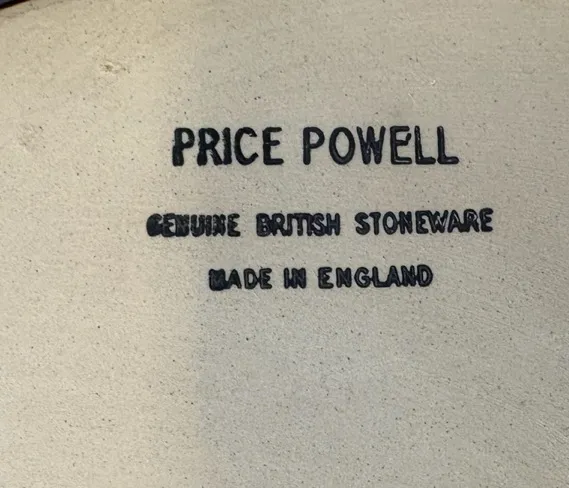 PRICE POWELL
GENUINE BRITISH STONEWARE
MADE IN ENGLAND